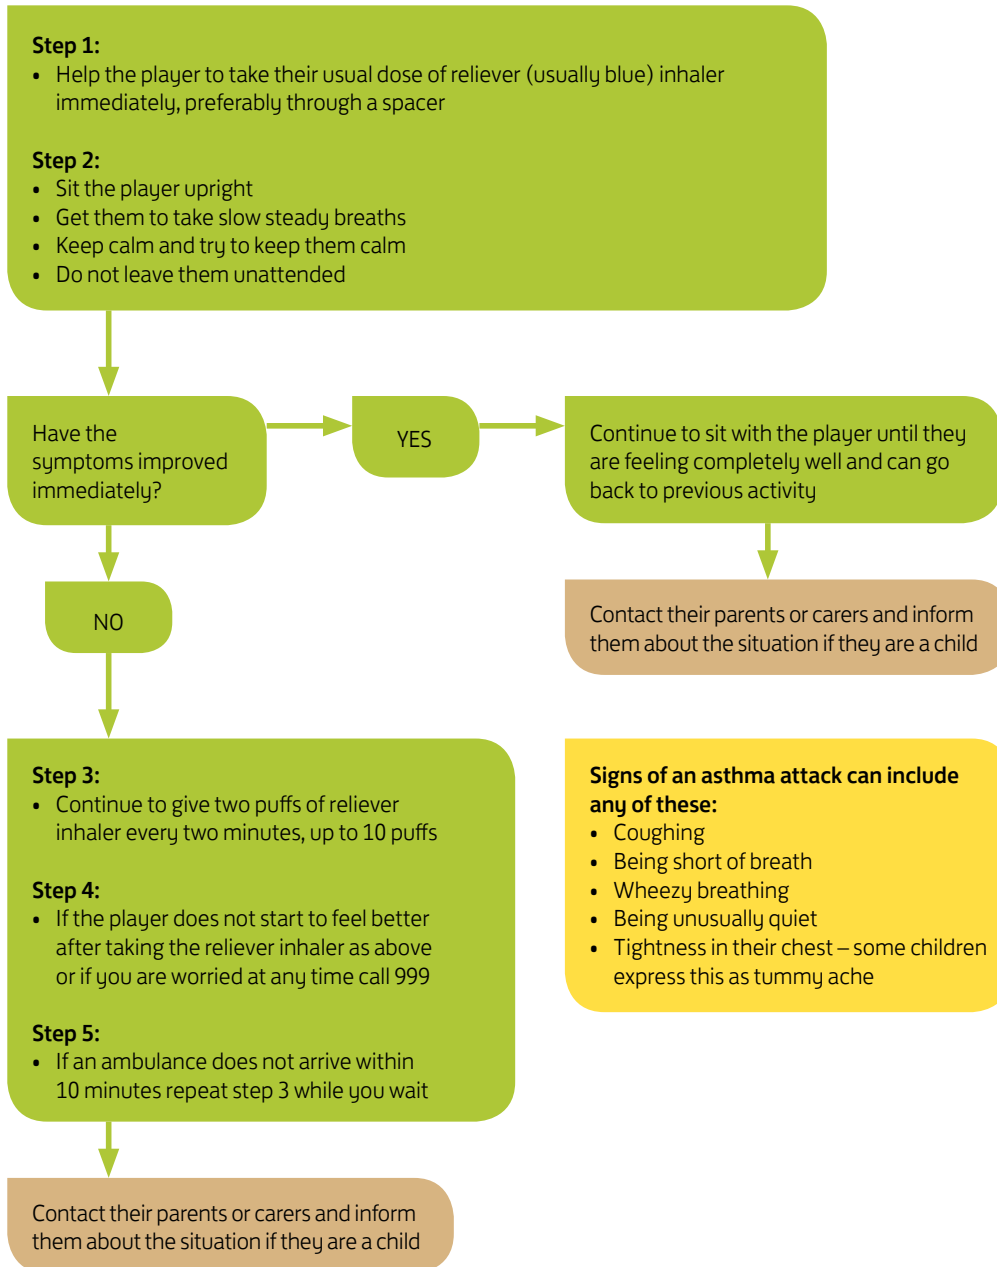 Step 1:
• Help the player to take their usual dose of reliever (usually blue) inhaler
immediately, preferably through a spacer
Step 2:
• Sit the player upright
• Get them to take slow steady breaths
• Keep calm and try to keep them calm
• Do not leave them unattended
Have the
symptoms improved
immediately?
YES
Continue to sit with the player until they
are feeling completely well and can go
back to previous activity
NO
Contact their parents or carers and inform
them about the situation if they are a child
Step 3:
• Continue to give two puffs of reliever
inhaler every two minutes, up to 10 puffs
Step 4:
• If the player does not start to feel better
after taking the reliever inhaler as above
or if you are worried at any time call 999
Step 5:
• If an ambulance does not arrive within
10 minutes repeat step 3 while you wait
Signs of an asthma attack can include
any of these:
• Coughing
• Being short of breath
• Wheezy breathing
• Being unusually quiet
• Tightness in their chest – some children
express this as tummy ache
Contact their parents or carers and inform
them about the situation if they are a child